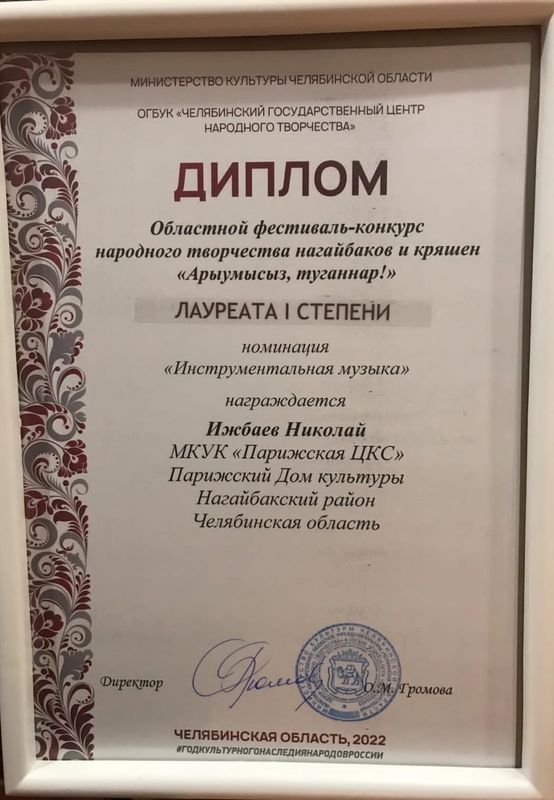 МИНИСТЕРСТВО КУЛЬТУРЫ ЧЕЛЯБИНСКОЙ ОБЛАСТИ
ОГБУК «ЧЕЛЯБИНСКИЙ ГОСУДАРСТВЕННЫЙ ЦЕНТР
НАРОДНОГО ТВОРЧЕСТВА»
ДИПЛОМ
Областной фестиваль-конкурс
народного творчества нагайбаков и кряшен
«Арыумысыз, туганнар!»
ЛАУРЕАТА I СТЕПЕНИ
номинация
«Инструментальная музыка»
награждается
Ижбаев Николай
МКУК «Парижская ЦКС»
Парижский Дом культуры
Нагайбакский район
Челябинская область
Директор
О.М. Громова
ЧЕЛЯБИНСКАЯ ОБЛАСТЬ, 2022
#ГОДКУЛЬТУРНОГОНАСЛЕДИЯНАРОДОВРОССИИ